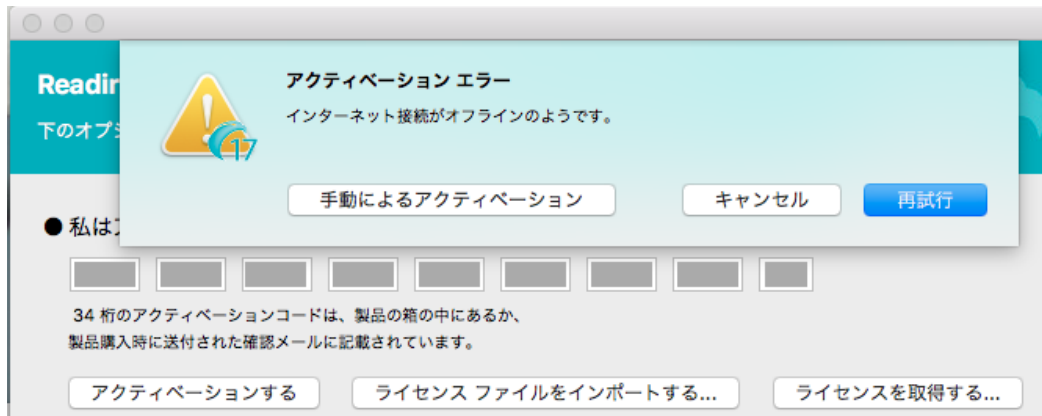 アクティベーション エラー
インターネット接続がオフラインのようです。
17
手動によるアクティベーション
キャンセル
再試行
Readir
下のオプシ
私は
34 桁のアクティベーションコードは、製品の箱の中にあるか、
製品購入時に送付された確認メールに記載されています。
アクティベーションする
ライセンス ファイルをインポートする...
ライセンスを取得する...